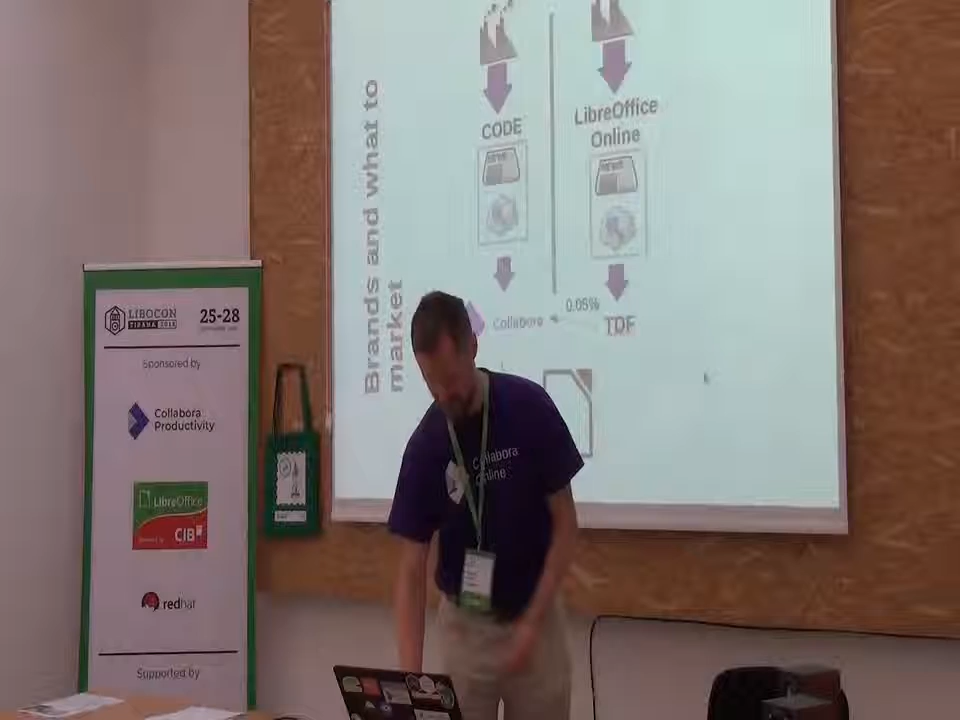 Brands and what to
market
CODE
LibreOffice
Online
0.05%
Collabora
TDF
LIBOCON
TIRANA 2018
25-28
Sponsored by
Collabora
Productivity
LibreOffice
CIB
redhat
Supported by
Collabora
Online